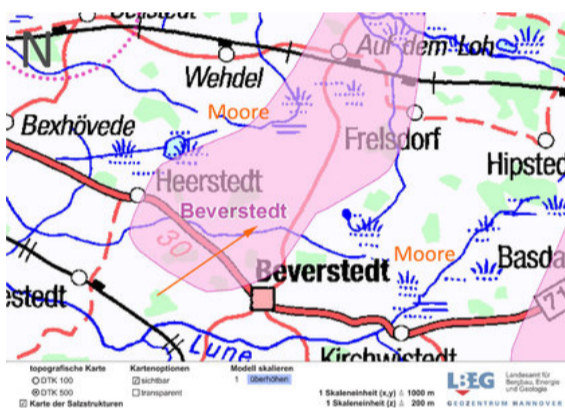 N
Auf dem Loh
Wehdel
Moore
Bexhövede
Frelsdorf
Hipsted
Heerstedt
Beverstedt
30
Moore
Basda
Beverstedt
estedt
71
Lune
Kirchwistedt
topografische Karte
DTK 100
DTK 500
Karte der Salzstrukturen
Kartenoptionen
sichtbar
transparent
Modell skalieren
1 überhöhen
1 Skaleneinheit (x,y) ≙ 1000 m
1 Skaleneinheit (z) ≙ 200 m
LBEG
Landesamt für
Bergbau, Energie
und Geologie
GEOZENTRUM HANNOVER